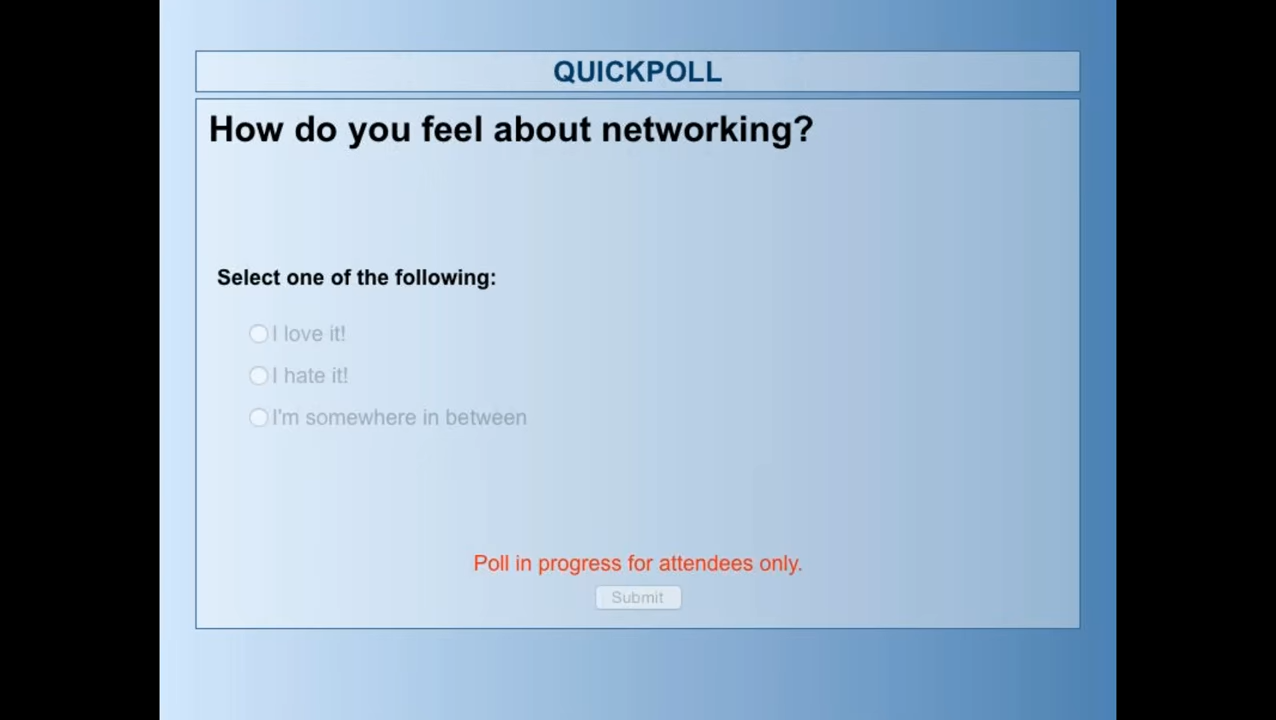 QUICKPOLL
How do you feel about networking?
Select one of the following:
I love it!
I hate it!
I'm somewhere in between
Poll in progress for attendees only.
Submit